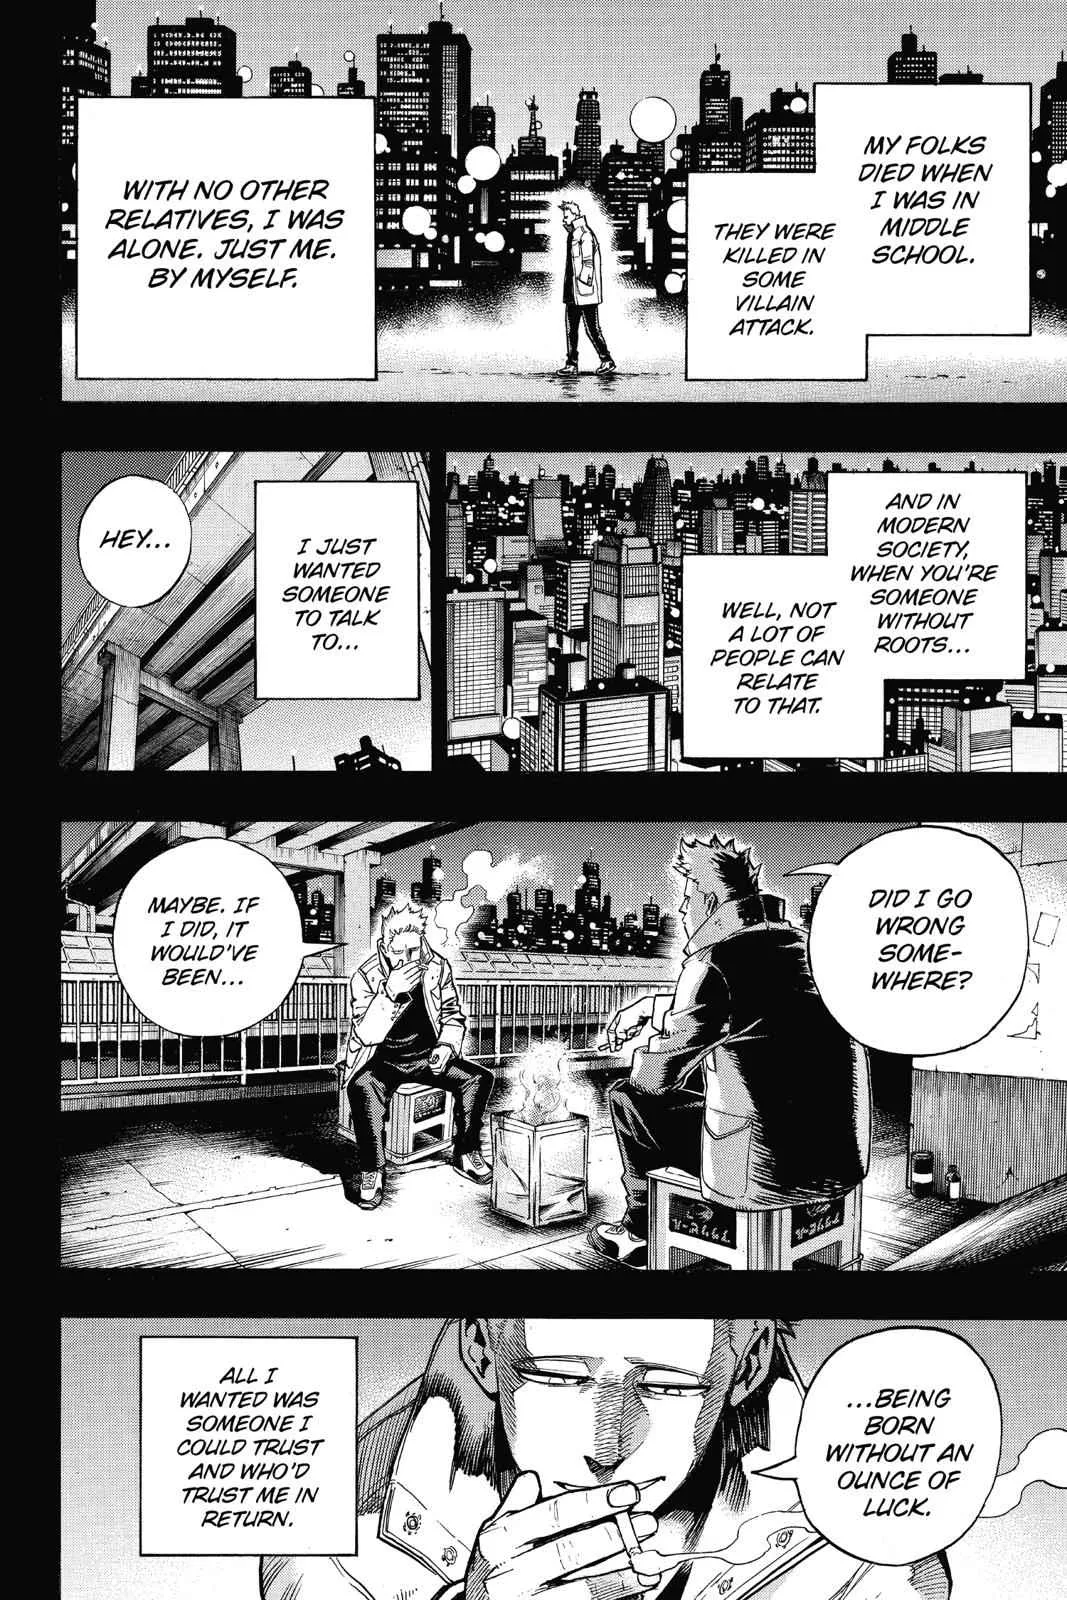 MY FOLKS
DIED WHEN
I WAS IN
MIDDLE
SCHOOL.
THEY WERE
KILLED IN
SOME
VILLAIN
ATTACK.
WITH NO OTHER
RELATIVES, I WAS
ALONE. JUST ME.
BY MYSELF.
AND IN
MODERN
SOCIETY,
WHEN YOU'RE
SOMEONE
WITHOUT
ROOTS...
WELL, NOT
A LOT OF
PEOPLE CAN
RELATE
TO THAT.
I JUST
WANTED
SOMEONE
TO TALK
TO...
HEY...
DID I GO
WRONG
SOME-
WHERE?
MAYBE. IF
I DID, IT
WOULD'VE
BEEN...
...BEING
BORN
WITHOUT AN
OUNCE OF
LUCK.
ALL I
WANTED WAS
SOMEONE I
COULD TRUST
AND WHO'D
TRUST ME IN
RETURN.